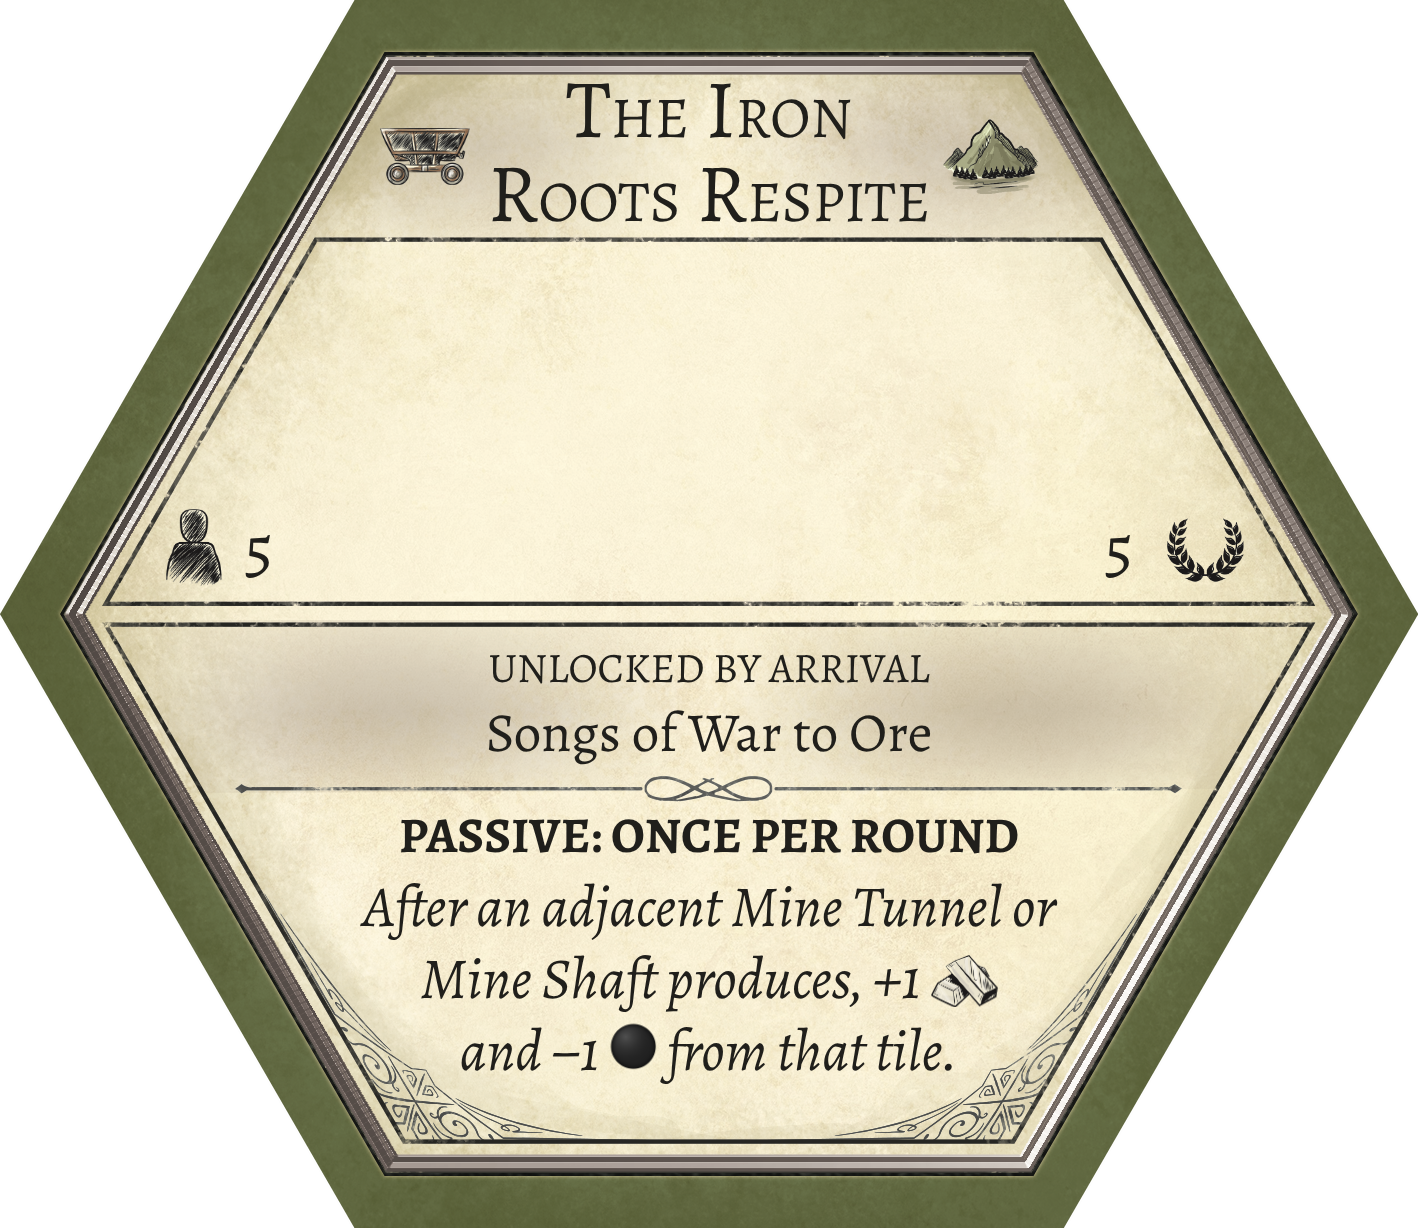 The Iron
Roots Respite
5
5
UNLOCKED BY ARRIVAL
Songs of War to Ore
PASSIVE: ONCE PER ROUND
After an adjacent Mine Tunnel or
Mine Shaft produces, +1
and –1 from that tile.